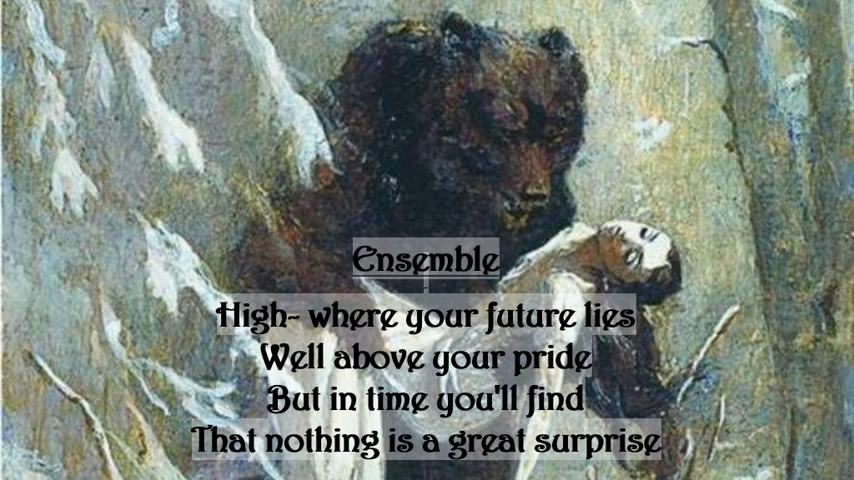 Ensemble
High- where your future lies
Well above your pride
But in time you'll find
That nothing is a great surprise